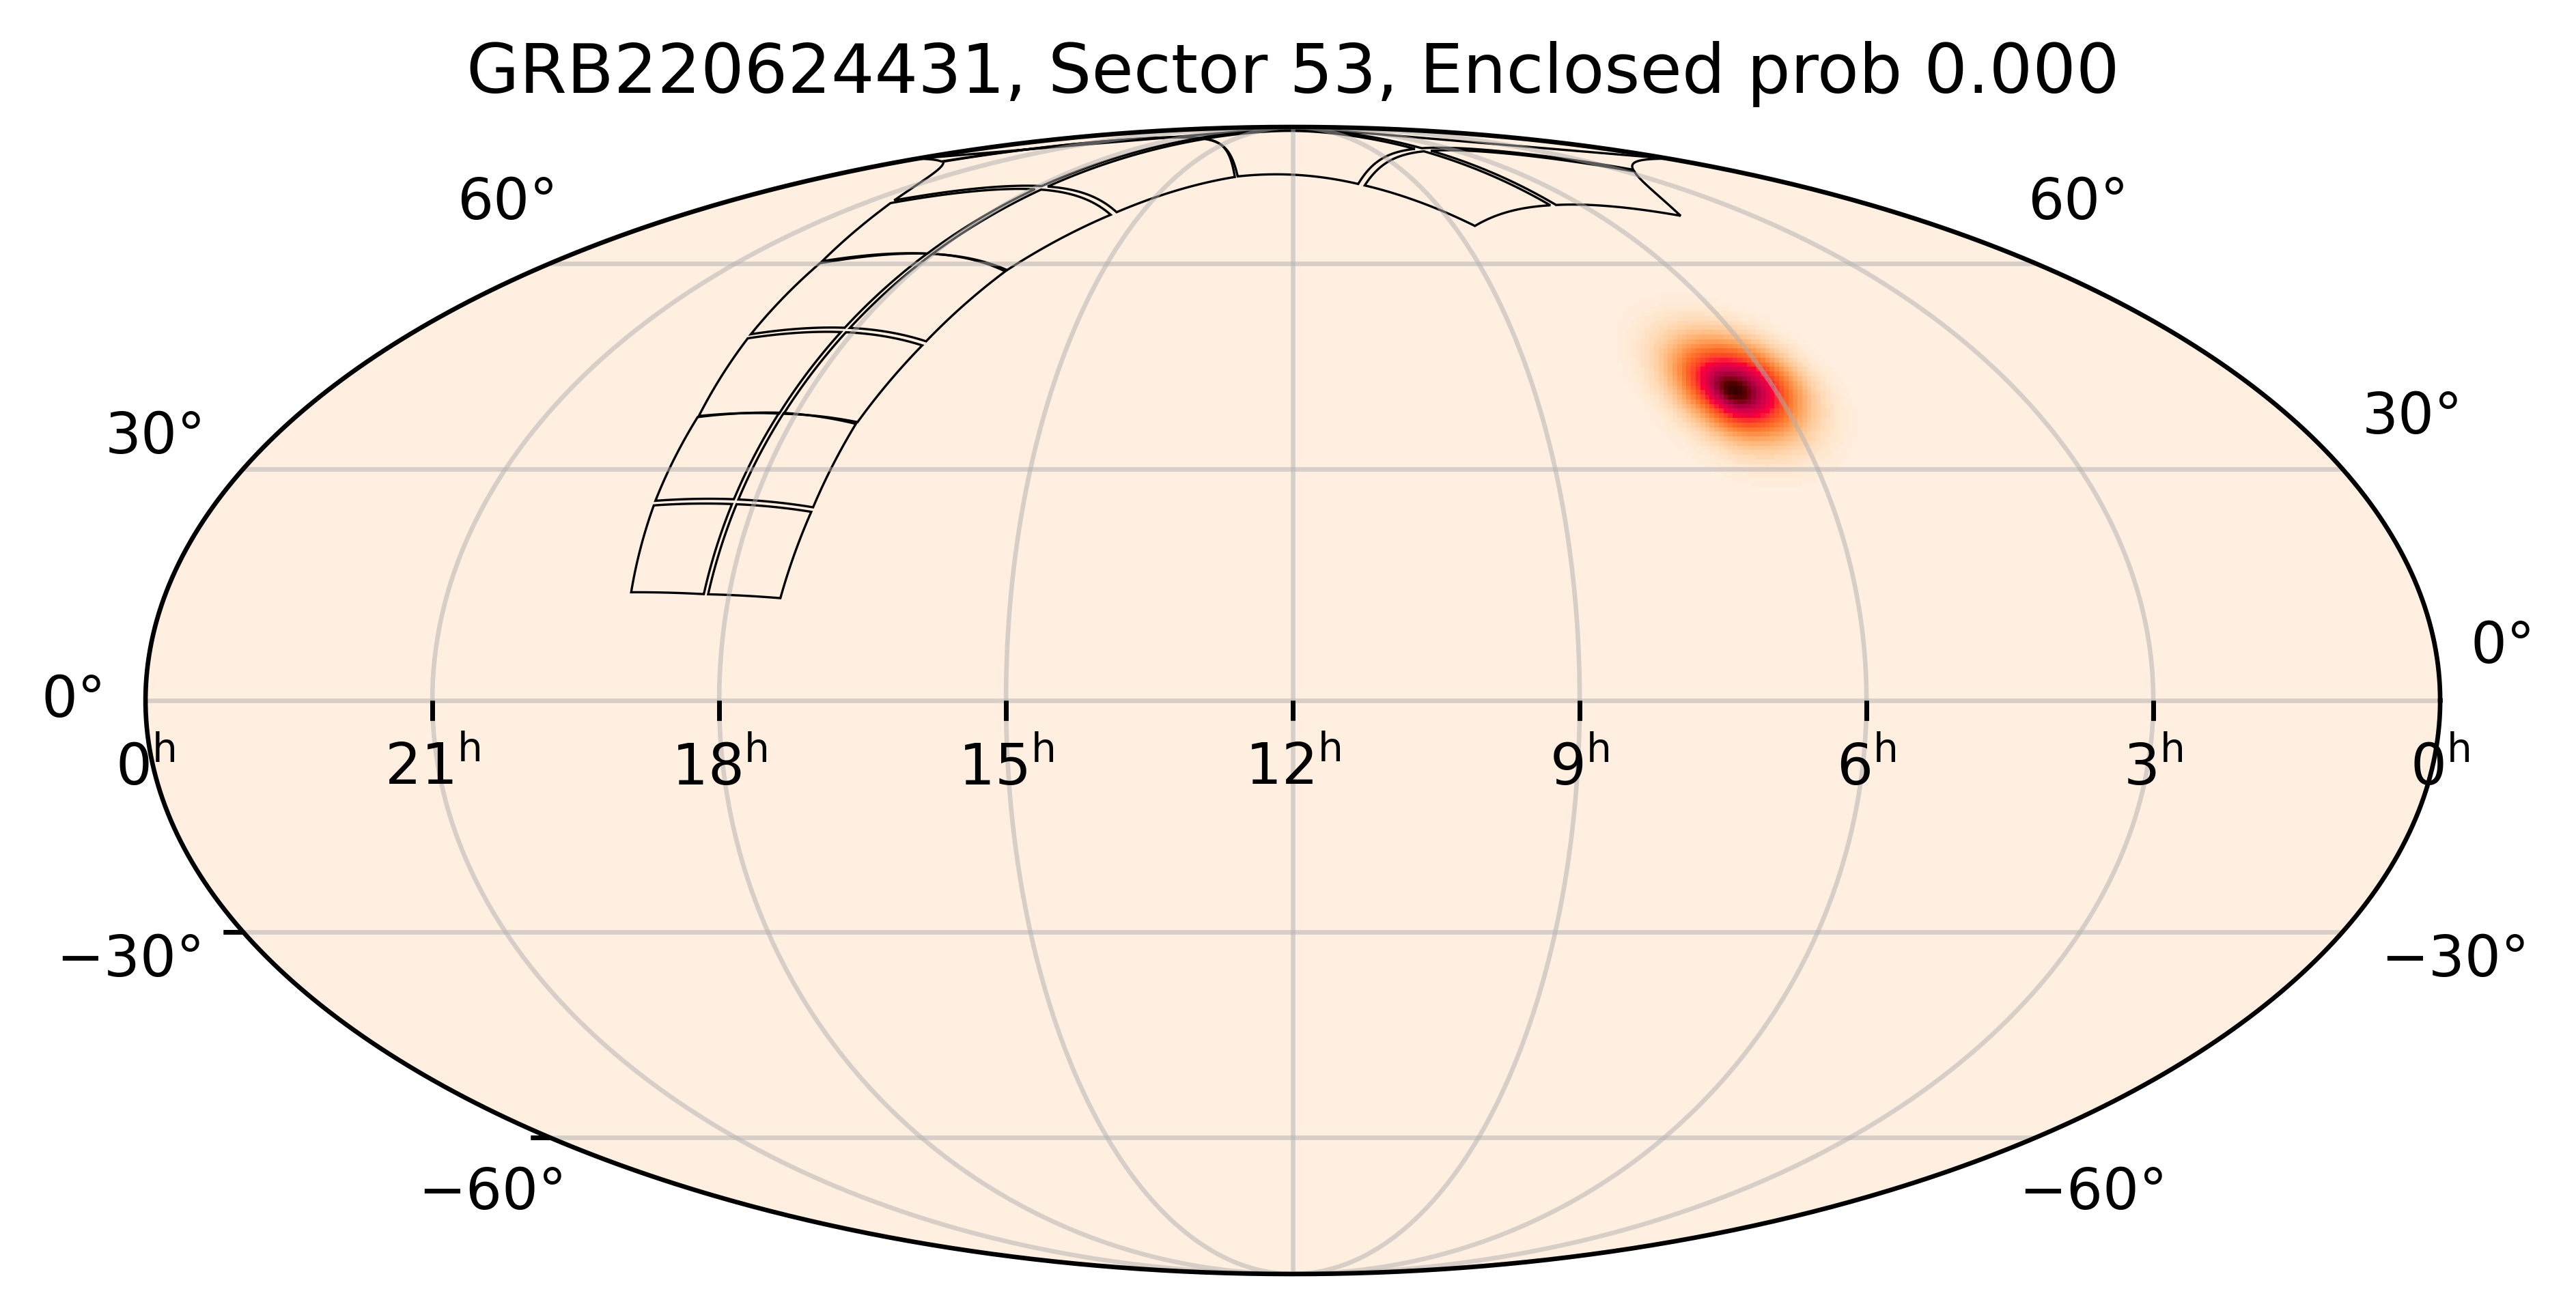 GRB220624431, Sector 53, Enclosed prob 0.000
60° 60°
30° 30°
0° 0°
0ʰ 21ʰ 18ʰ 15ʰ 12ʰ 9ʰ 6ʰ 3ʰ 0ʰ
−30° −30°
−60° −60°